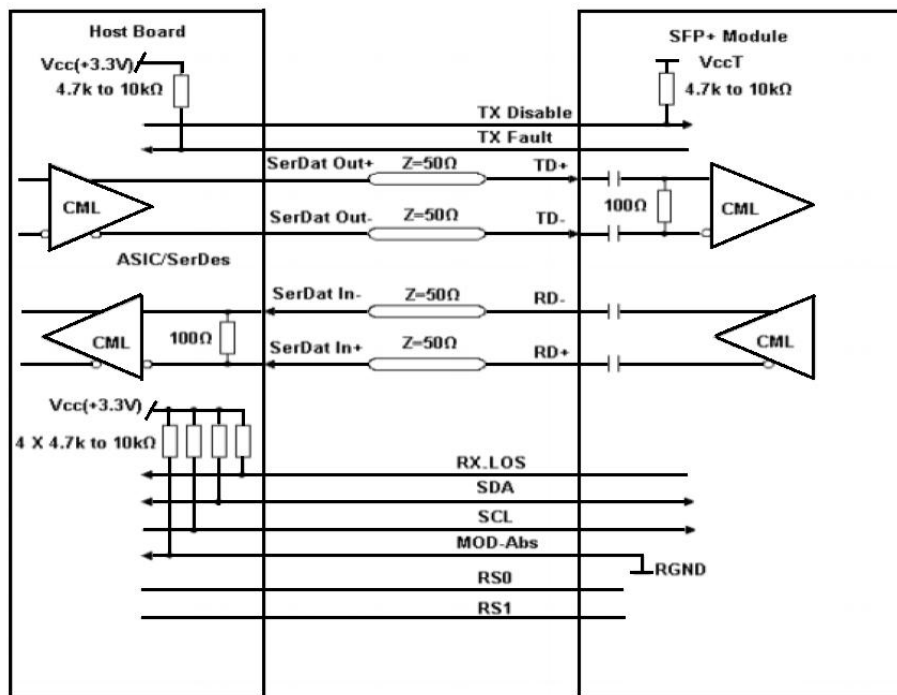 Host Board
SFP+ Module
Vcc(+3.3V)
4.7k to 10kΩ
VccT
4.7k to 10kΩ
TX Disable
TX Fault
SerDat Out+
Z=50Ω
TD+
CML
100Ω
CML
SerDat Out-
Z=50Ω
TD-
ASIC/SerDes
SerDat In-
Z=50Ω
RD-
100Ω
CML
CML
SerDat In+
Z=50Ω
RD+
Vcc(+3.3V)
4 X 4.7k to 10kΩ
RX.LOS
SDA
SCL
MOD-Abs
RGND
RS0
RS1